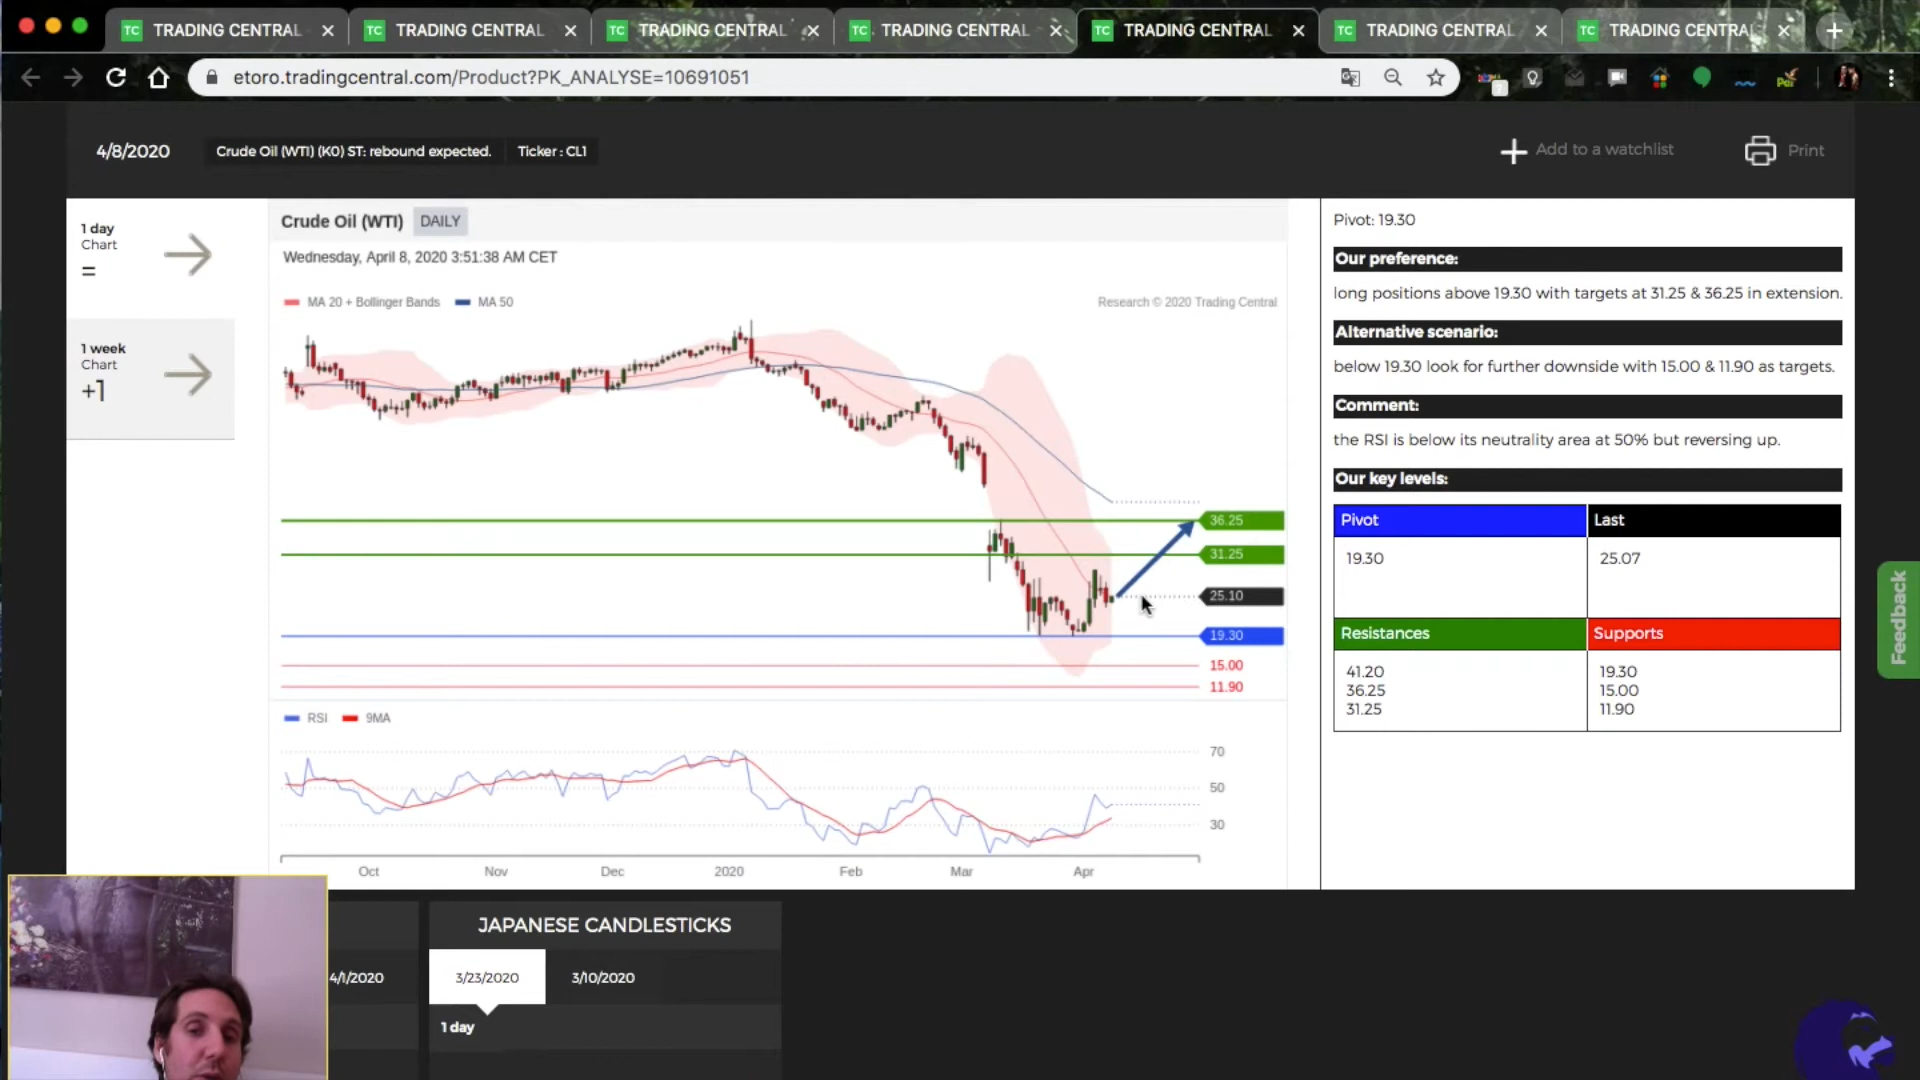 TC TRADING CENTRAL
TC TRADING CENTRAL
TC TRADING CENTRAL
TC TRADING CENTRAL
TC TRADING CENTRAL
TC TRADING CENTRAL
TC TRADING CENTRAL
etoro.tradingcentral.com/Product?PK_ANALYSE=10691051
4/8/2020
Crude Oil (WTI) (K0) ST: rebound expected.
Ticker : CL1
Add to a watchlist
Print
1 day
Chart
=
1 week
Chart
+1
Crude Oil (WTI) DAILY
Wednesday, April 8, 2020 3:51:38 AM CET
MA 20 + Bollinger Bands MA 50
Research © 2020 Trading Central
36.25
31.25
25.10
19.30
15.00
11.90
RSI 9MA
70
50
30
Oct Nov Dec 2020 Feb Mar Apr
Pivot: 19.30
Our preference:
long positions above 19.30 with targets at 31.25 & 36.25 in extension.
Alternative scenario:
below 19.30 look for further downside with 15.00 & 11.90 as targets.
Comment:
the RSI is below its neutrality area at 50% but reversing up.
Our key levels:
Pivot Last
19.30 25.07
Resistances Supports
41.20 19.30
36.25 15.00
31.25 11.90
Feedback
4/1/2020
JAPANESE CANDLESTICKS
3/23/2020 3/10/2020
1 day